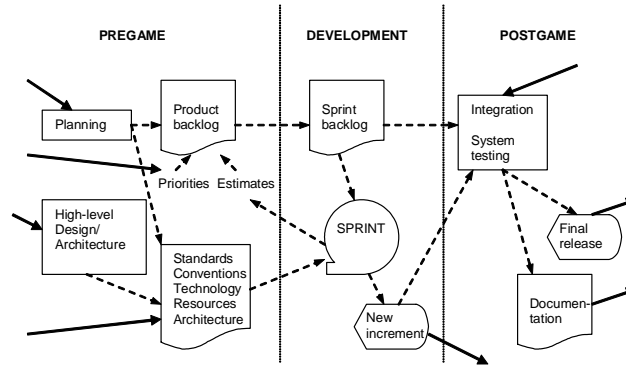 PREGAME
DEVELOPMENT
POSTGAME
Planning
Product
backlog
Sprint
backlog
Integration
System
testing
Priorities
Estimates
High-level
Design/
Architecture
SPRINT
Standards
Conventions
Technology
Resources
Architecture
Final
release
New
increment
Documen-
tation